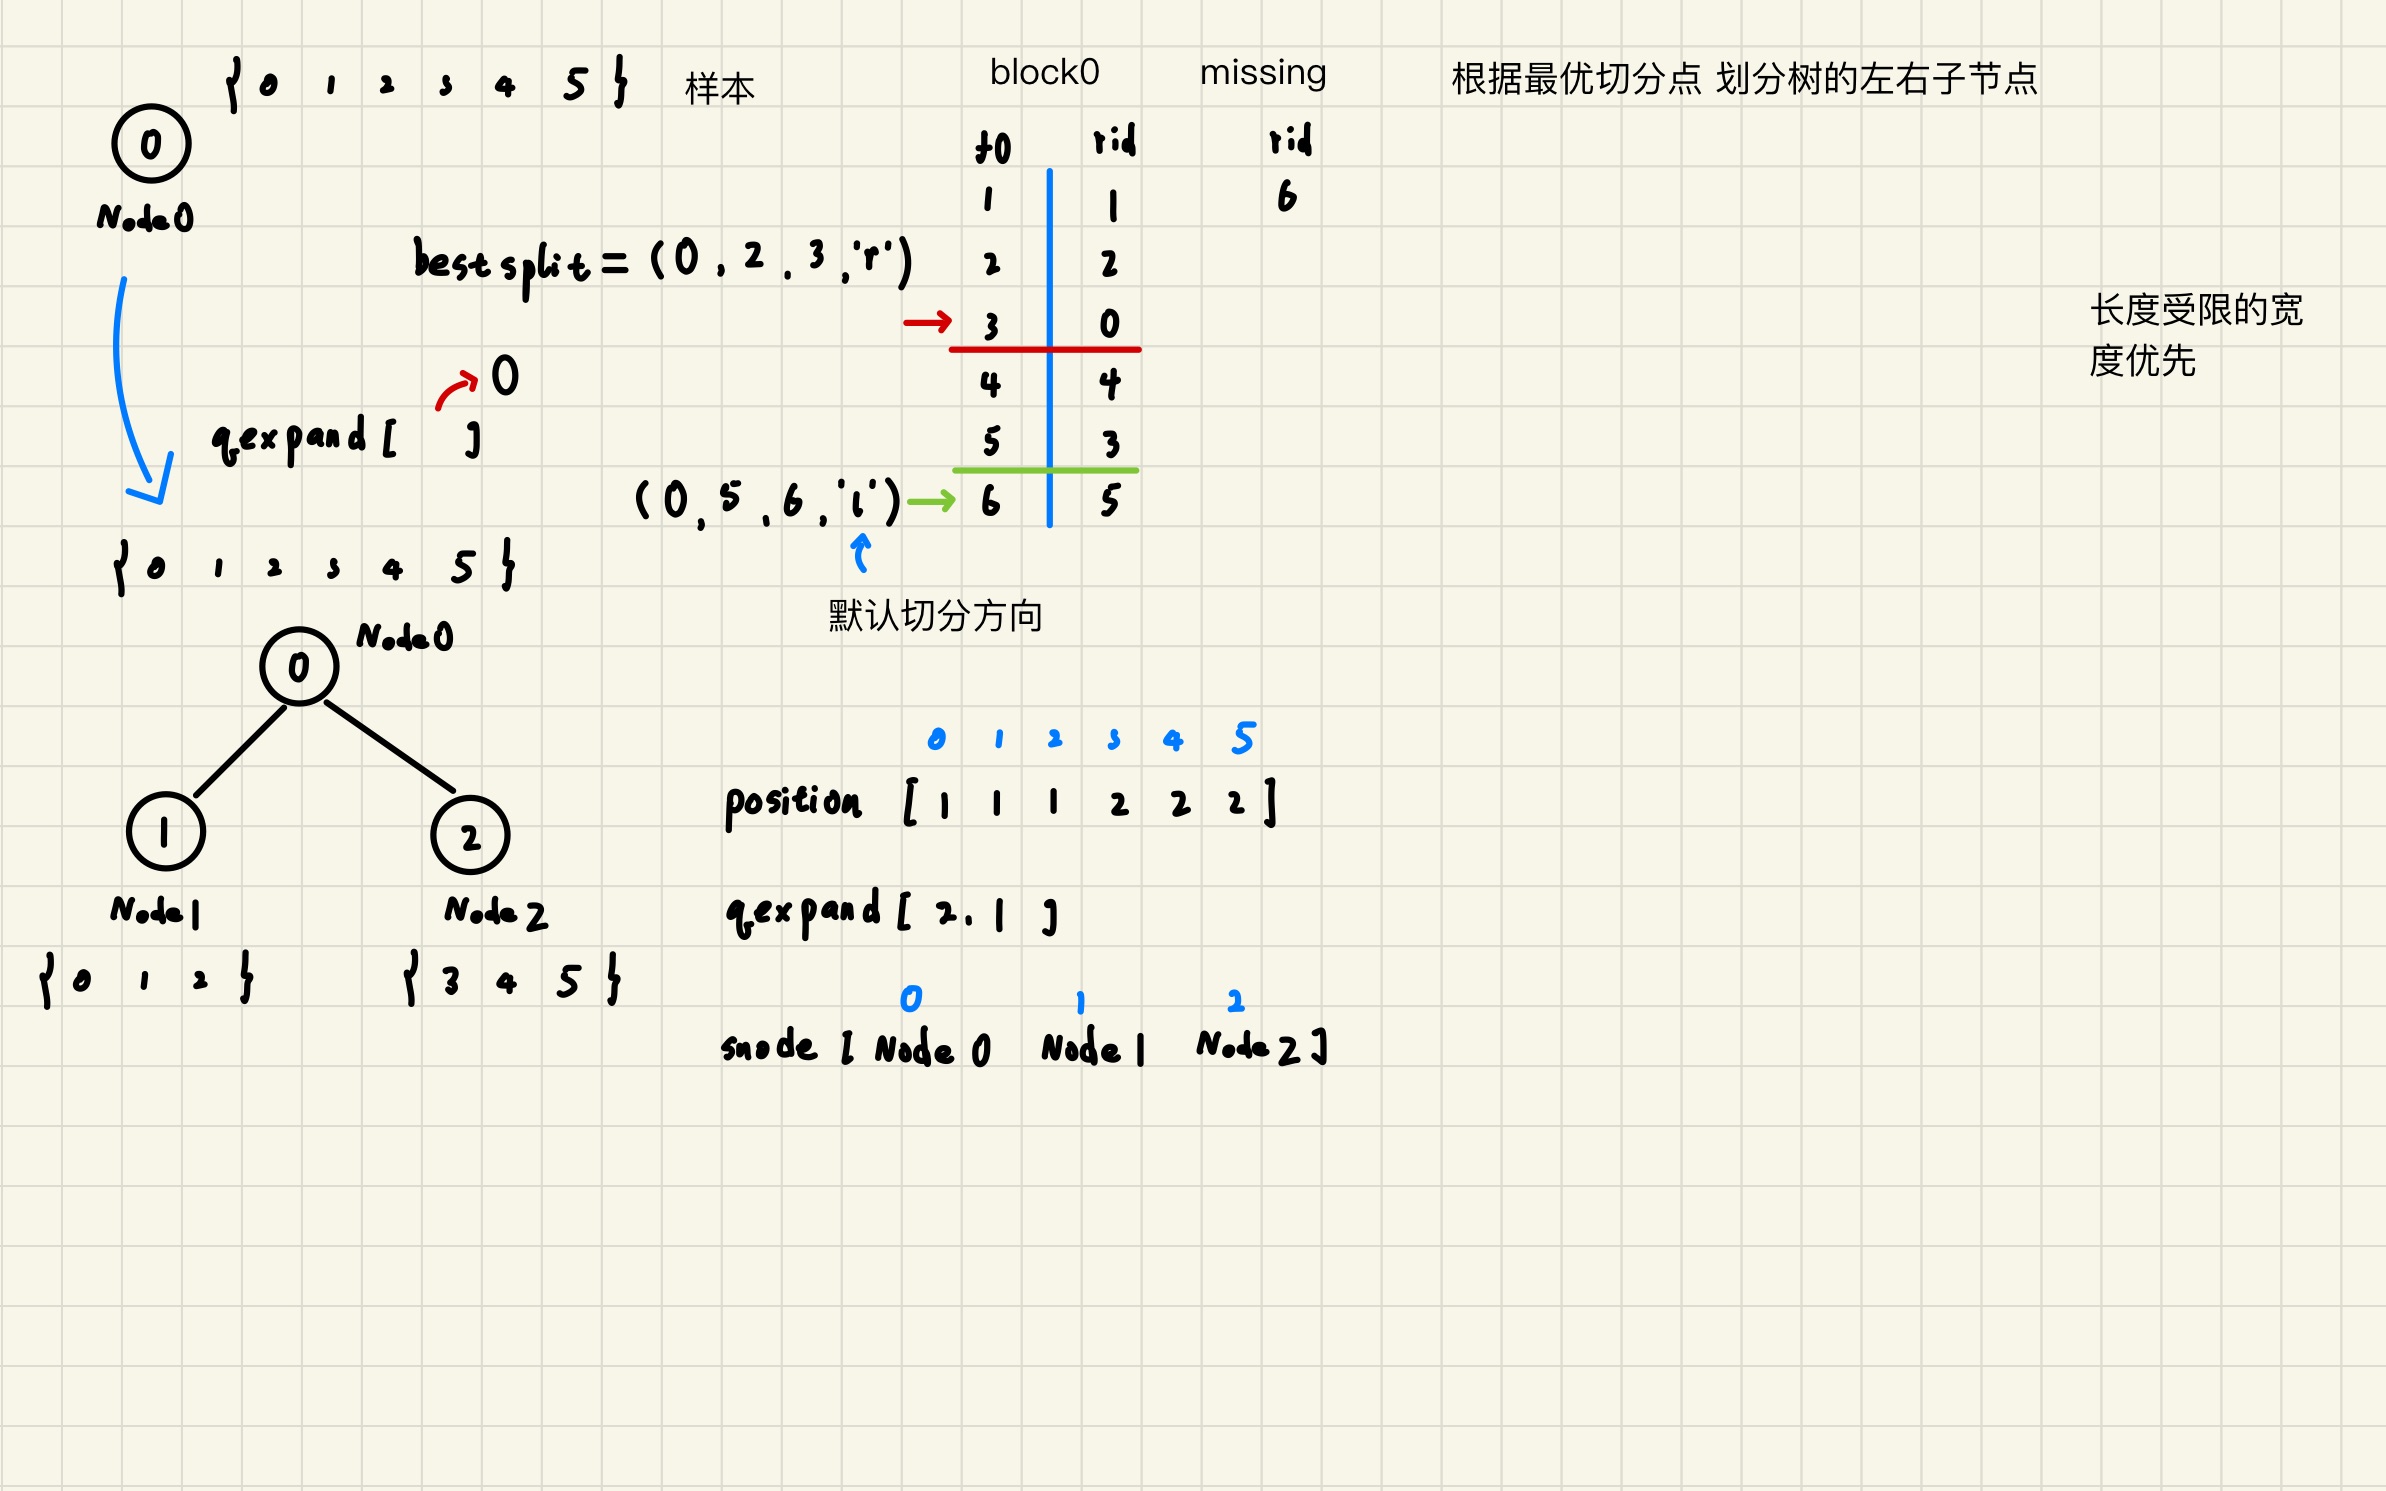 { 0 1 2 3 4 5 } 样本
block0 missing
根据最优切分点 划分树的左右子节点
0
Node0
f0 rid rid
1 1 6
2 2
3 0
4 4
5 3
6 5
best split = (0, 2, 3, 'r')
长度受限的宽
度优先
0
qexpand [ ]
(0, 5, 6, 'l')
默认切分方向
{ 0 1 2 3 4 5 }
0 Node0
1 2
Node1 Node2
{ 0 1 2 } { 3 4 5 }
0 1 2 3 4 5
position [ 1 1 1 2 2 2 ]
qexpand [ 2. 1 ]
0 1 2
snode [ Node 0 Node 1 Node 2 ]